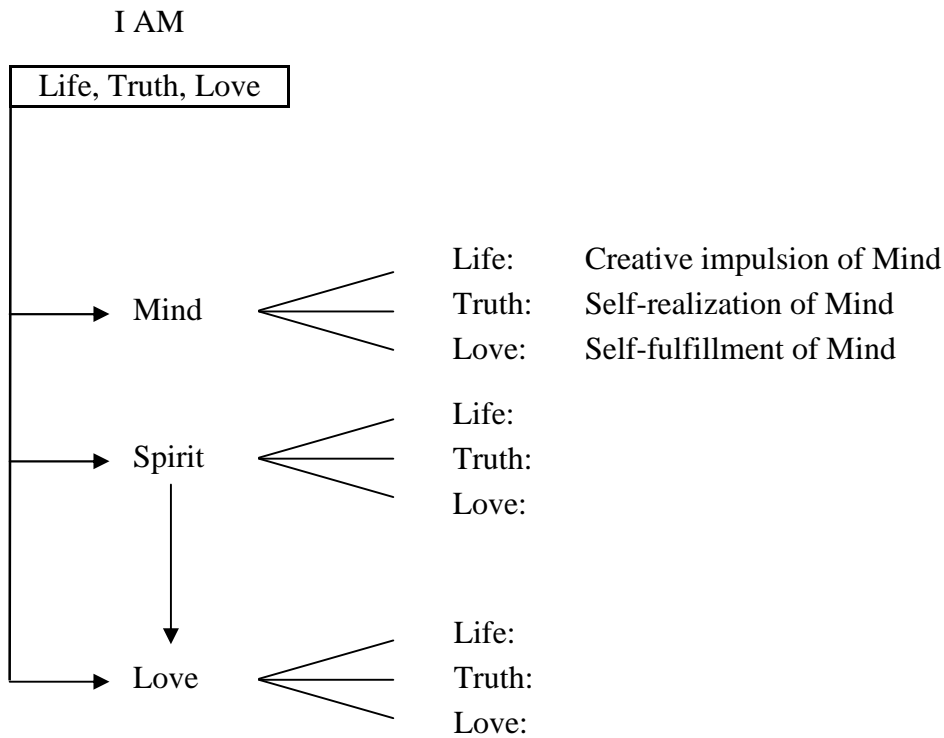 I AM
Life, Truth, Love
Life: Creative impulsion of Mind
Mind Truth: Self-realization of Mind
Love: Self-fulfillment of Mind
Life:
Spirit Truth:
Love:
Life:
Love Truth:
Love: